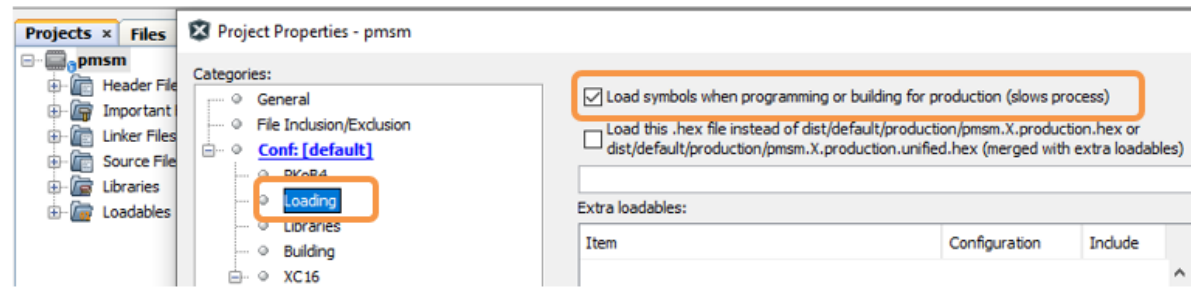 Projects × Files
Project Properties - pmsm
pmsm
Header File
Important
Linker Files
Source File
Libraries
Loadables
Categories:
General
File Inclusion/Exclusion
Conf: [default]
PKoB4
Loading
Libraries
Building
XC16
Load symbols when programming or building for production (slows process)
Load this .hex file instead of dist/default/production/pmsm.X.production.hex or
dist/default/production/pmsm.X.production.unified.hex (merged with extra loadables)
Extra loadables:
Item Configuration Include